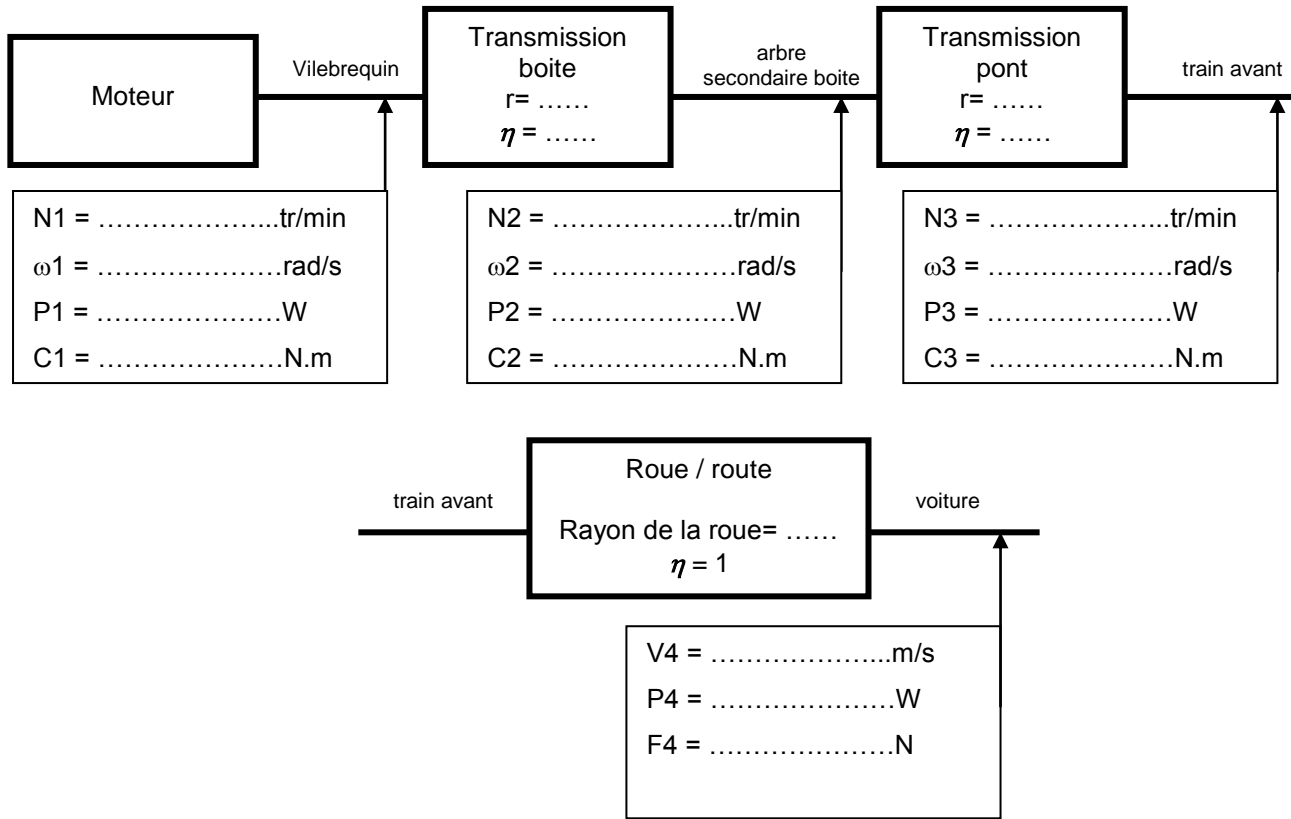 Moteur
Vilebrequin
Transmission
boite
r= ……
η = ……
arbre
secondaire boite
Transmission
pont
r= ……
η = ……
train avant
N1 = …………………...tr/min
ω1 = …………………rad/s
P1 = …………………W
C1 = …………………N.m
N2 = …………………...tr/min
ω2 = …………………rad/s
P2 = …………………W
C2 = …………………N.m
N3 = …………………...tr/min
ω3 = …………………rad/s
P3 = …………………W
C3 = …………………N.m
train avant
Roue / route
Rayon de la roue= ……
η = 1
voiture
V4 = …………………...m/s
P4 = …………………W
F4 = …………………N